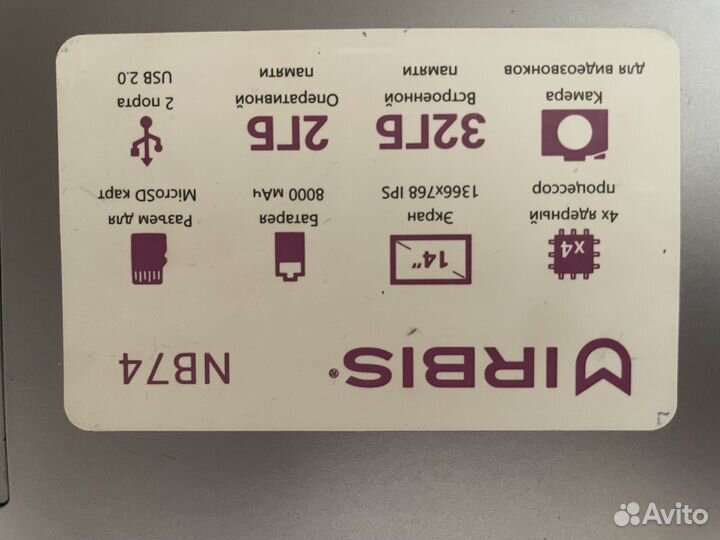 IRBIS® NB74
x4
14"
4х ядерный
процессор
Экран
1366x768 IPS
Батарея
8000 мАч
Разъем для
MicroSD карт
Камера
для видеозвонков
32ГБ
Встроенной
памяти
2ГБ
Оперативной
памяти
2 порта
USB 2.0
Avito